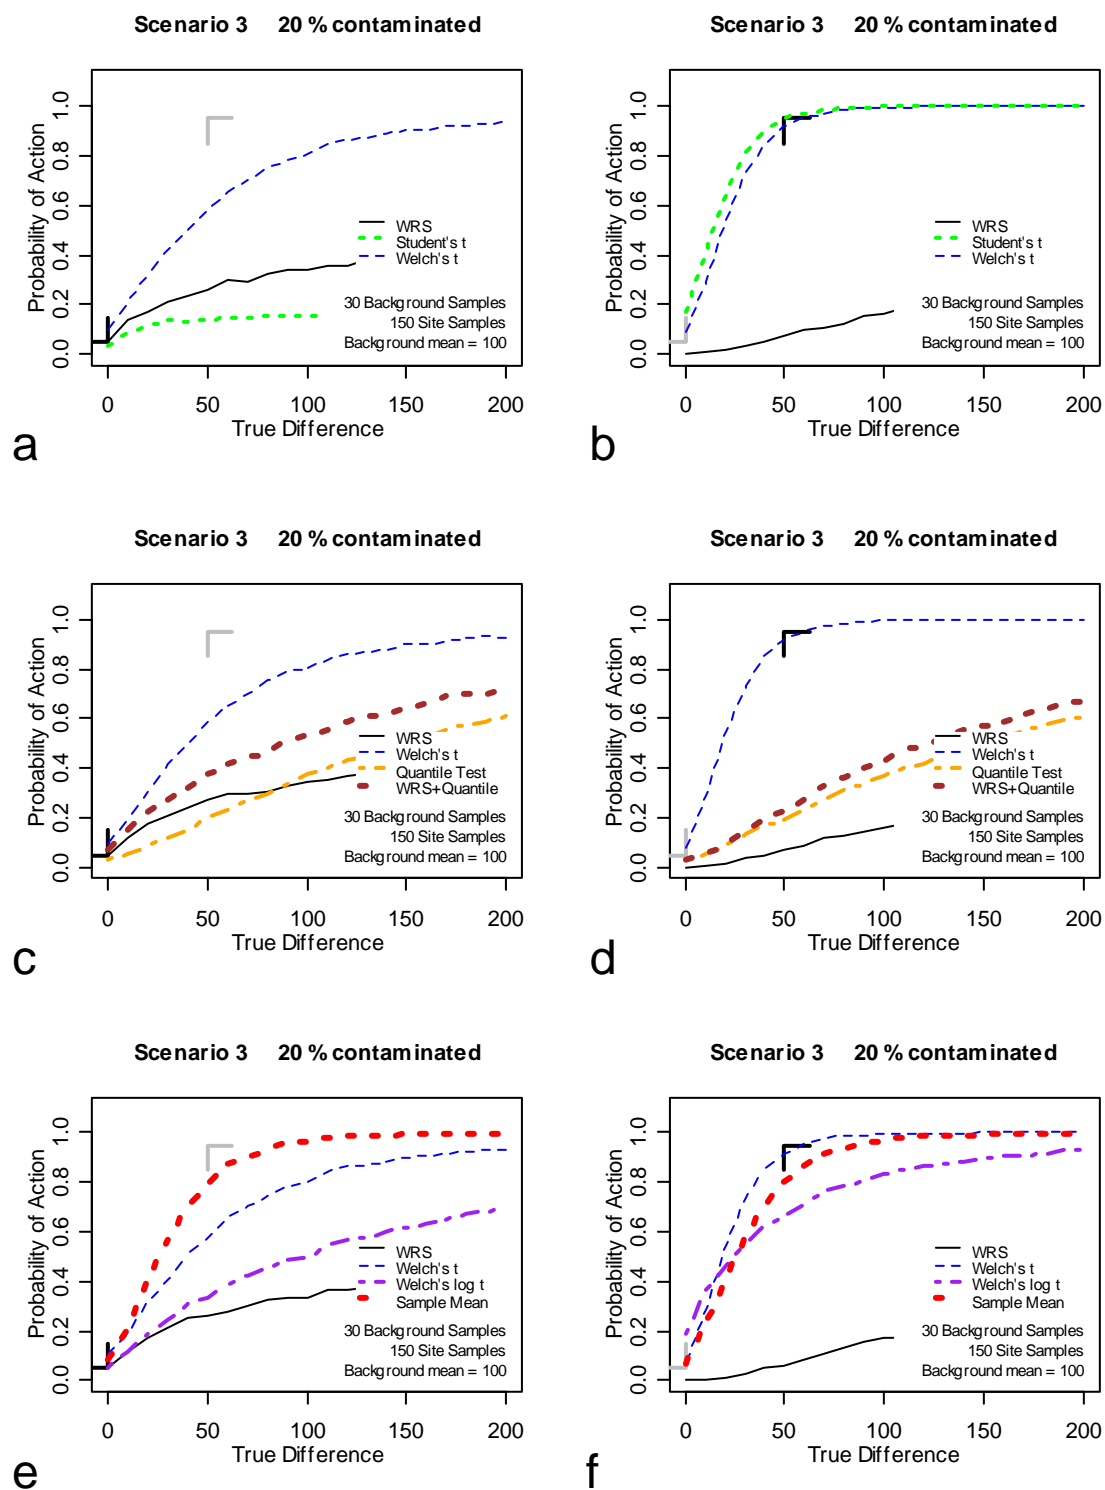 Scenario 3 20 % contaminated
Probability of Action
0.0 0.2 0.4 0.6 0.8 1.0
WRS
Student's t
Welch's t
30 Background Samples
150 Site Samples
Background mean = 100
0 50 100 150 200
True Difference
a
Scenario 3 20 % contaminated
Probability of Action
0.0 0.2 0.4 0.6 0.8 1.0
WRS
Student's t
Welch's t
30 Background Samples
150 Site Samples
Background mean = 100
0 50 100 150 200
True Difference
b
Scenario 3 20 % contaminated
Probability of Action
0.0 0.2 0.4 0.6 0.8 1.0
WRS
Welch's t
Quantile Test
WRS+Quantile
30 Background Samples
150 Site Samples
Background mean = 100
0 50 100 150 200
True Difference
c
Scenario 3 20 % contaminated
Probability of Action
0.0 0.2 0.4 0.6 0.8 1.0
WRS
Welch's t
Quantile Test
WRS+Quantile
30 Background Samples
150 Site Samples
Background mean = 100
0 50 100 150 200
True Difference
d
Scenario 3 20 % contaminated
Probability of Action
0.0 0.2 0.4 0.6 0.8 1.0
WRS
Welch's t
Welch's log t
Sample Mean
30 Background Samples
150 Site Samples
Background mean = 100
0 50 100 150 200
True Difference
e
Scenario 3 20 % contaminated
Probability of Action
0.0 0.2 0.4 0.6 0.8 1.0
WRS
Welch's t
Welch's log t
Sample Mean
30 Background Samples
150 Site Samples
Background mean = 100
0 50 100 150 200
True Difference
f